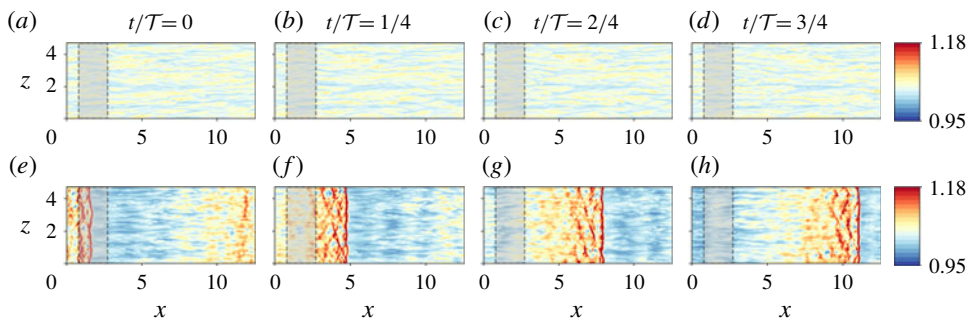 (a) t/𝒯 = 0 (b) t/𝒯 = 1/4 (c) t/𝒯 = 2/4 (d) t/𝒯 = 3/4
4 1.18
z 2
0.95
0 5 10 0 5 10 0 5 10 0 5 10
(e) (f) (g) (h)
4 1.18
z 2
0.95
0 5 10 0 5 10 0 5 10 0 5 10
x x x x